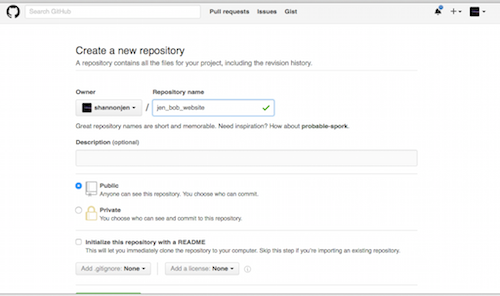 Search GitHub
Pull requests Issues Gist
Create a new repository
A repository contains all the files for your project, including the revision history.
Owner Repository name
shannonjen / jen_bob_website
Great repository names are short and memorable. Need inspiration? How about probable-spork.
Description (optional)
Public
Anyone can see this repository. You choose who can commit.
Private
You choose who can see and commit to this repository.
Initialize this repository with a README
This will let you immediately clone the repository to your computer. Skip this step if you're importing an existing repository.
Add .gitignore: None Add a license: None